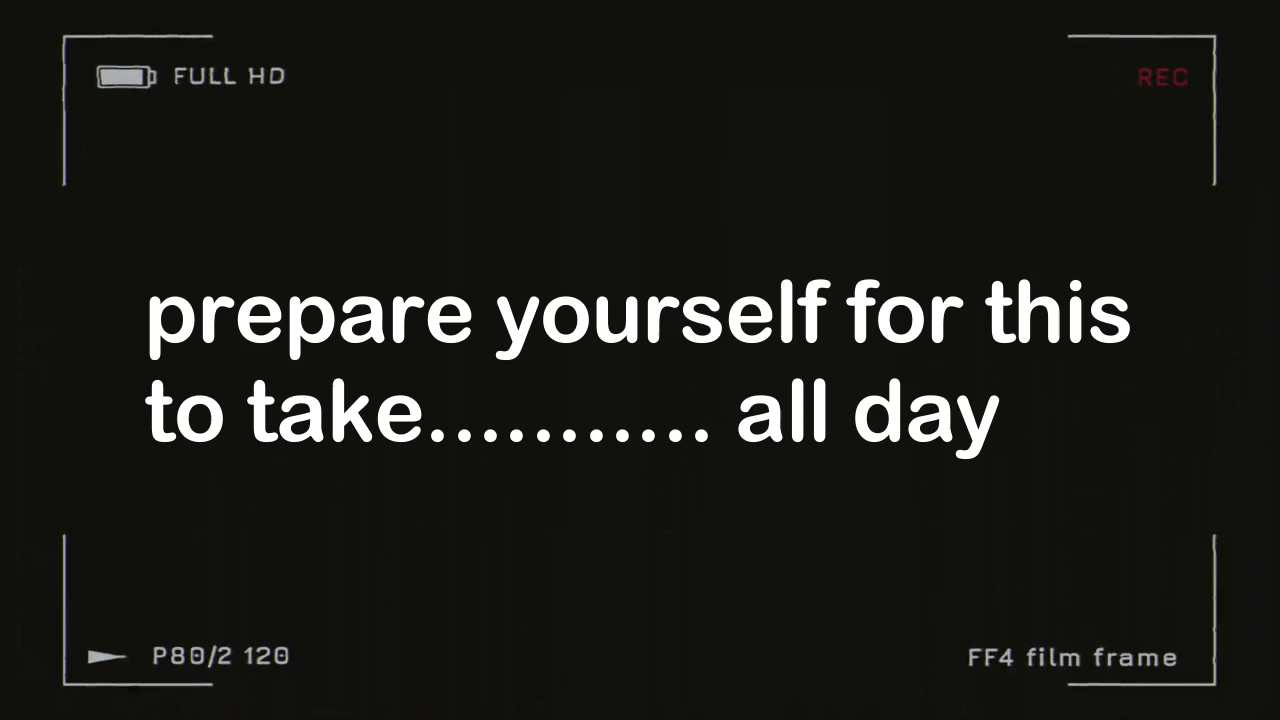 FULL HD
REC
prepare yourself for this
to take........... all day
P80/2 120
FF4 film frame